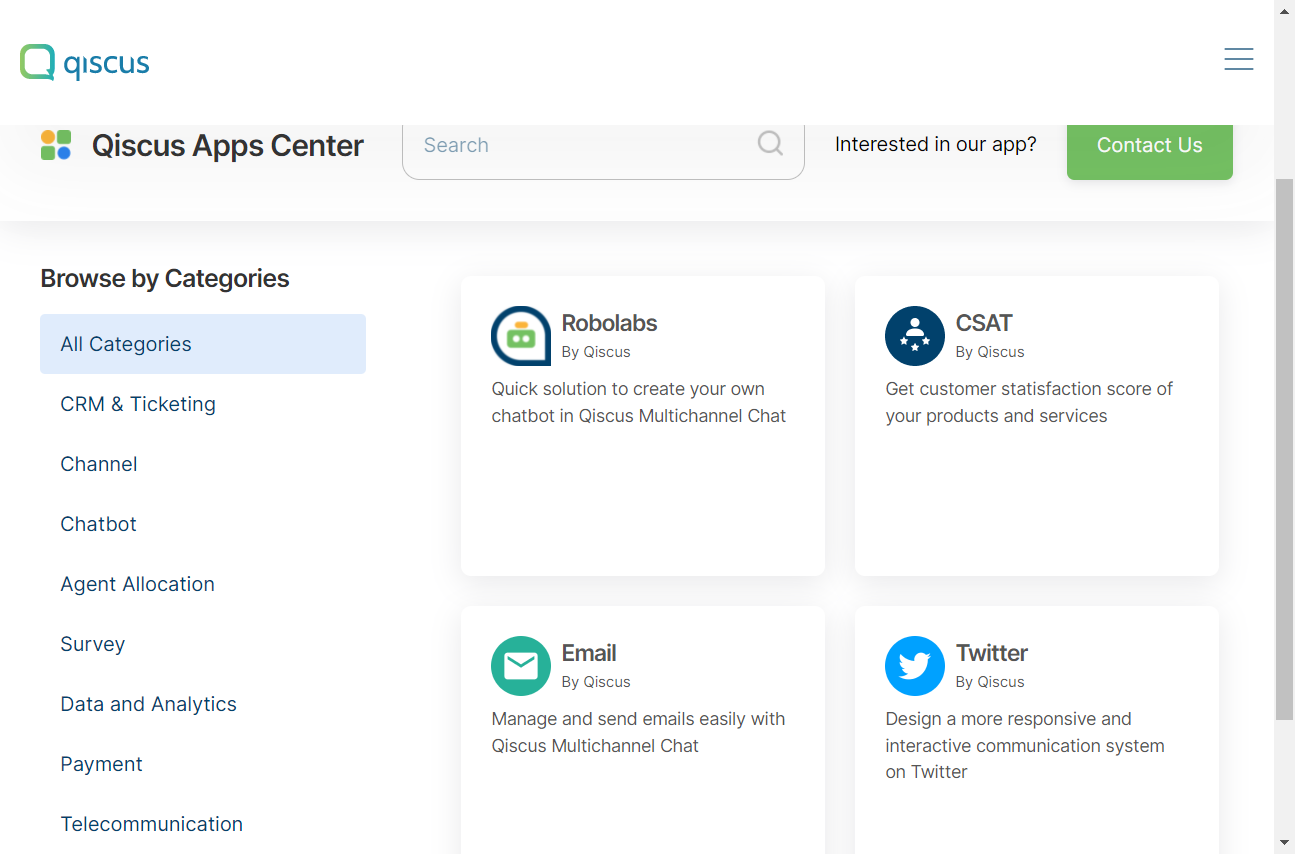 qiscus
Qiscus Apps Center
Search
Interested in our app?
Contact Us
Browse by Categories
All Categories
CRM & Ticketing
Channel
Chatbot
Agent Allocation
Survey
Data and Analytics
Payment
Telecommunication
Robolabs
By Qiscus
Quick solution to create your own
chatbot in Qiscus Multichannel Chat
CSAT
By Qiscus
Get customer statisfaction score of
your products and services
Email
By Qiscus
Manage and send emails easily with
Qiscus Multichannel Chat
Twitter
By Qiscus
Design a more responsive and
interactive communication system
on Twitter